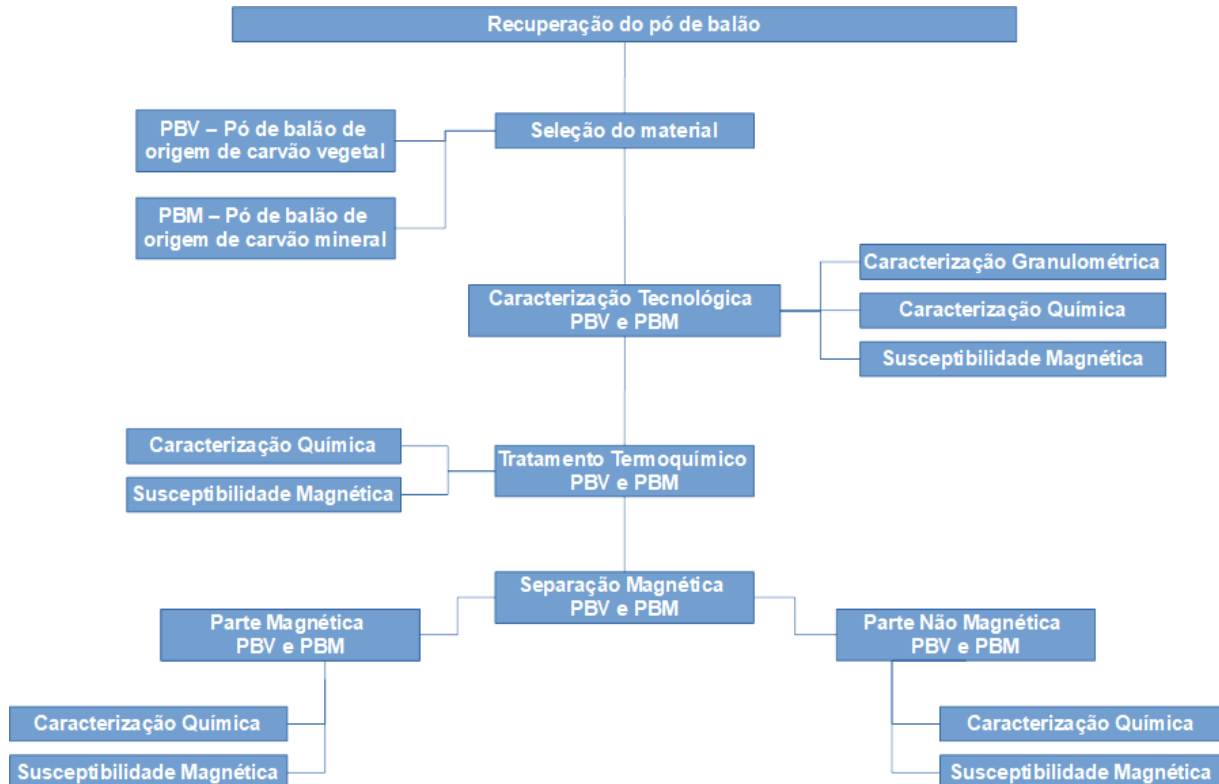 Recuperação do pó de balão
PBV – Pó de balão de
origem de carvão vegetal
Seleção do material
PBM – Pó de balão de
origem de carvão mineral
Caracterização Tecnológica
PBV e PBM
Caracterização Granulométrica
Caracterização Química
Susceptibilidade Magnética
Caracterização Química
Susceptibilidade Magnética
Tratamento Termoquímico
PBV e PBM
Separação Magnética
PBV e PBM
Parte Magnética
PBV e PBM
Parte Não Magnética
PBV e PBM
Caracterização Química
Susceptibilidade Magnética
Caracterização Química
Susceptibilidade Magnética